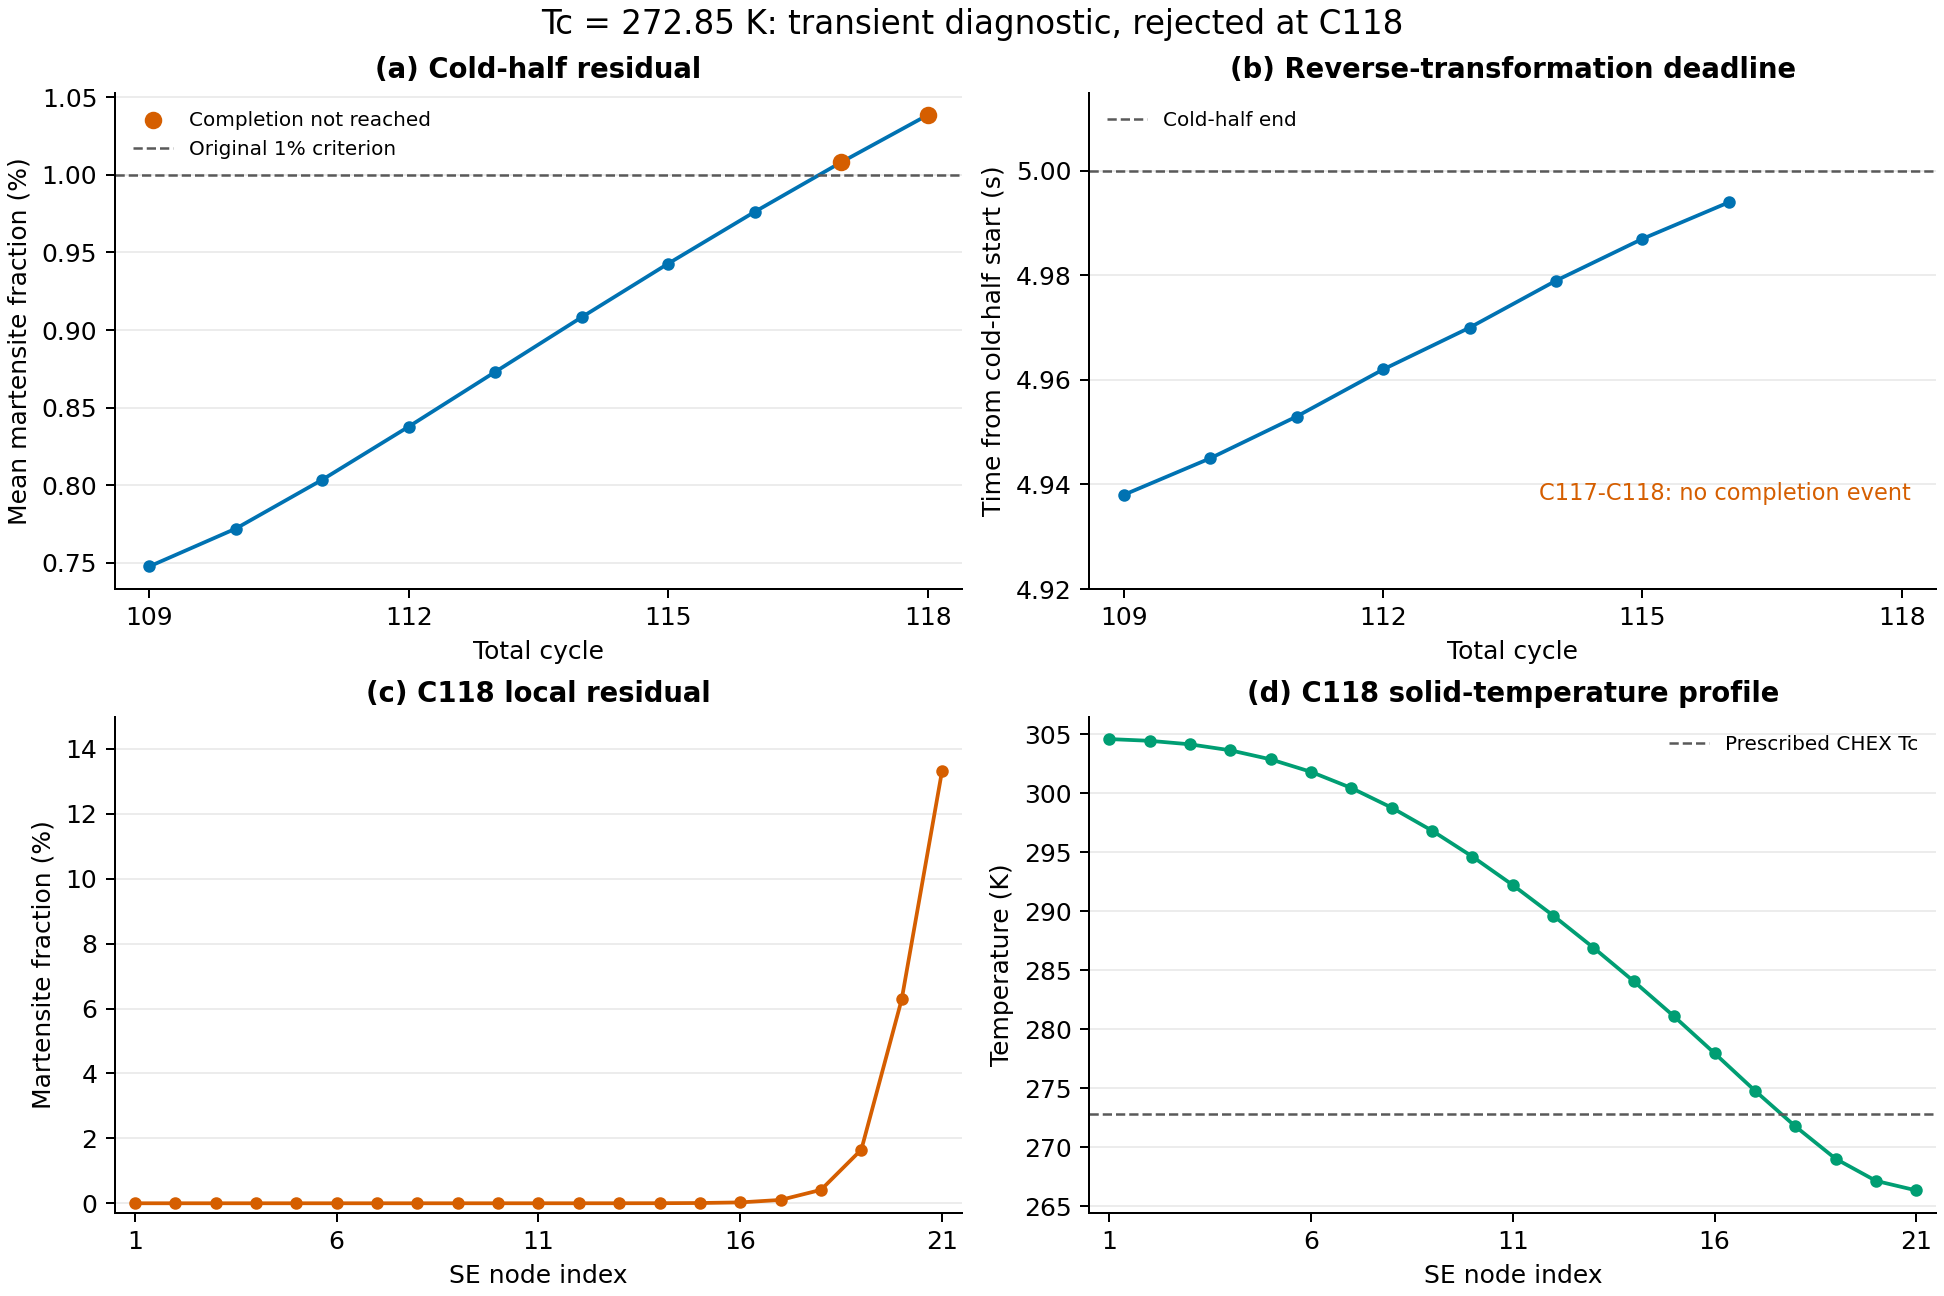 Tc = 272.85 K: transient diagnostic, rejected at C118
(a) Cold-half residual
Mean martensite fraction (%)
1.05
1.00
0.95
0.90
0.85
0.80
0.75
Completion not reached
Original 1% criterion
109
112
115
118
Total cycle
(b) Reverse-transformation deadline
Time from cold-half start (s)
5.00
4.98
4.96
4.94
4.92
Cold-half end
C117-C118: no completion event
109
112
115
118
Total cycle
(c) C118 local residual
Martensite fraction (%)
14
12
10
8
6
4
2
0
1
6
11
16
21
SE node index
(d) C118 solid-temperature profile
Temperature (K)
305
300
295
290
285
280
275
270
265
Prescribed CHEX Tc
1
6
11
16
21
SE node index